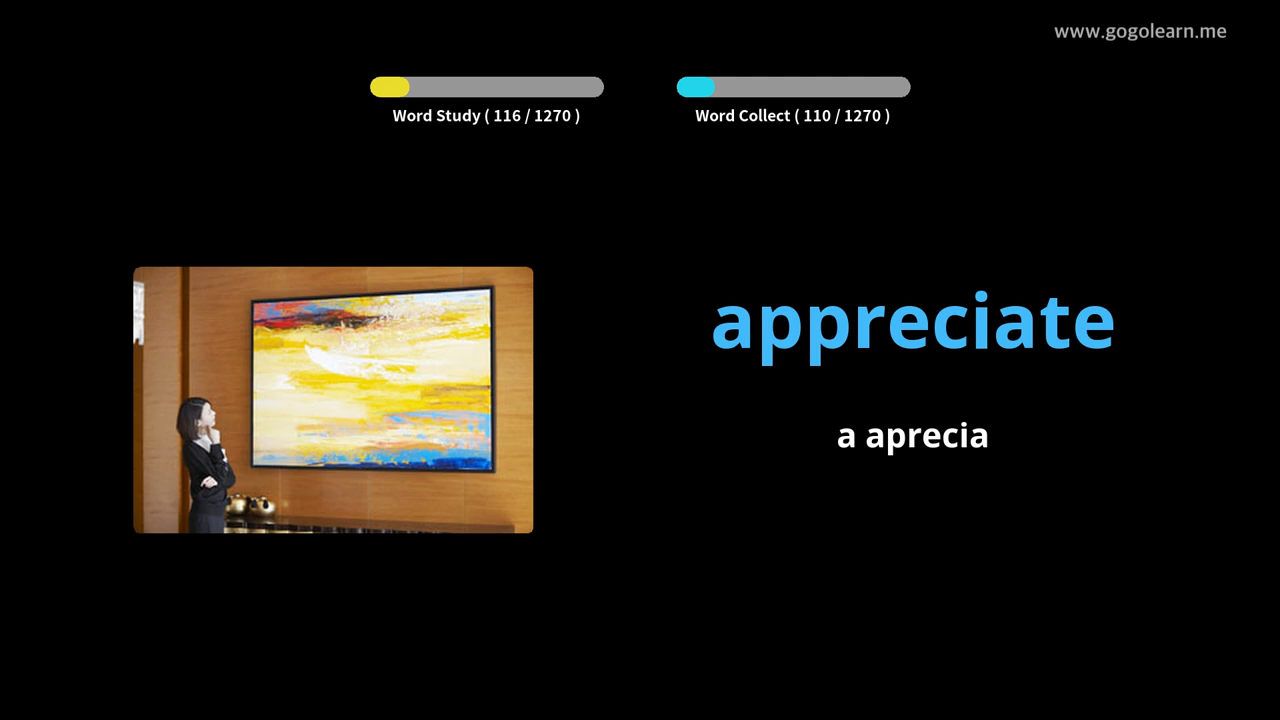 www.gogolearn.me
Word Study ( 116 / 1270 )
Word Collect ( 110 / 1270 )
appreciate
a aprecia